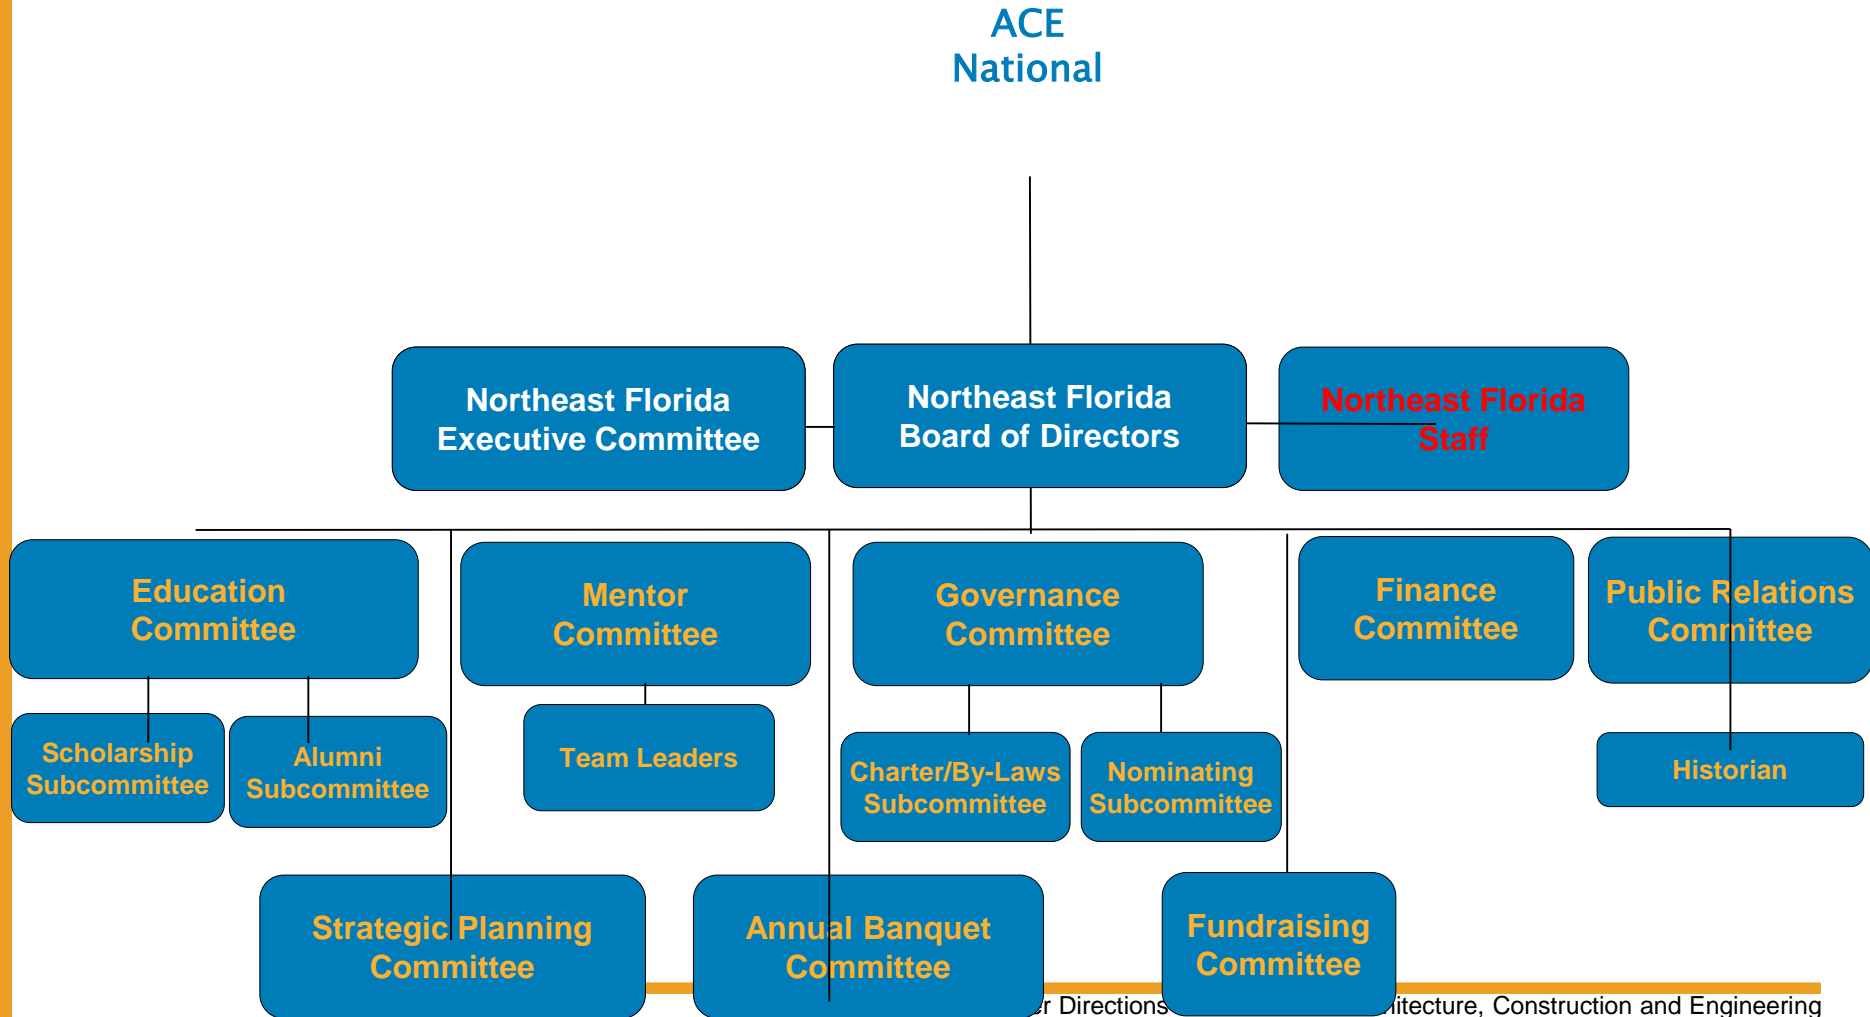 ACE
National
Northeast Florida
Executive Committee
Northeast Florida
Board of Directors
Northeast Florida
Staff
Education
Committee
Mentor
Committee
Governance
Committee
Finance
Committee
Public Relations
Committee
Scholarship
Subcommittee
Alumni
Subcommittee
Team Leaders
Charter/By-Laws
Subcommittee
Nominating
Subcommittee
Historian
Strategic Planning
Committee
Annual Banquet
Committee
Fundraising
Committee
Directions Construction and Engineering